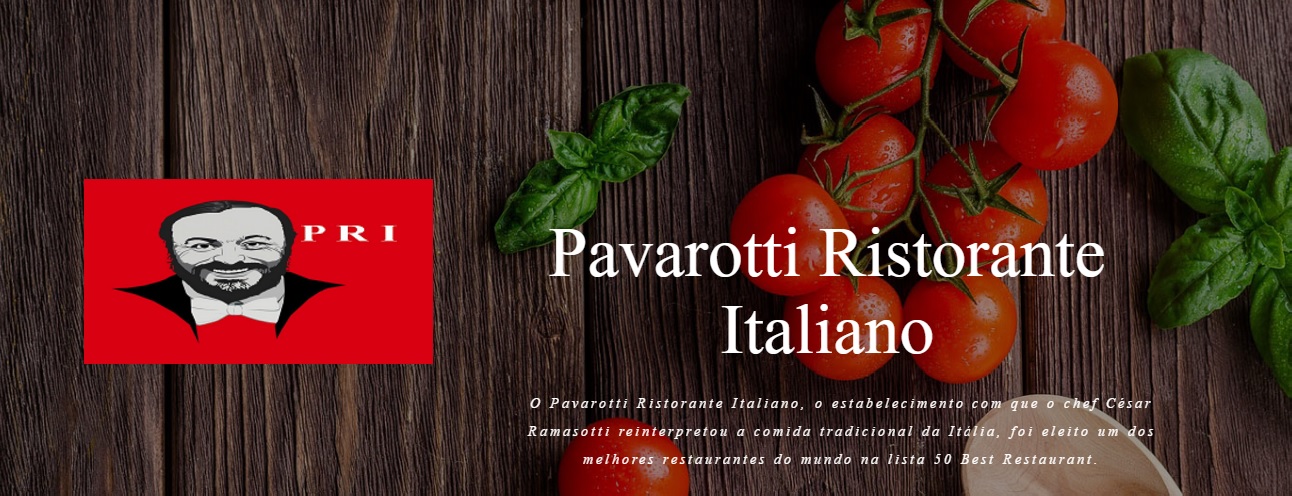 PRI
Pavarotti Ristorante
Italiano
O Pavarotti Ristorante Italiano, o estabelecimento com que o chef César
Ramasotti reinterpretou a comida tradicional da Itália, foi eleito um dos
melhores restaurantes do mundo na lista 50 Best Restaurant.